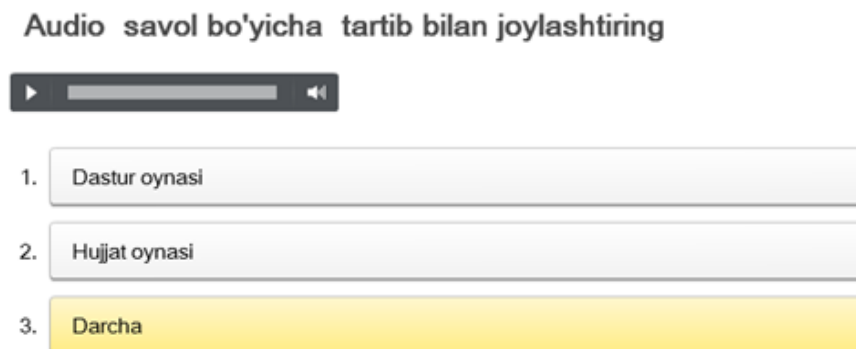 Audio savol bo'yicha tartib bilan joylashtiring
1. Dastur oynasi
2. Hujjat oynasi
3. Darcha